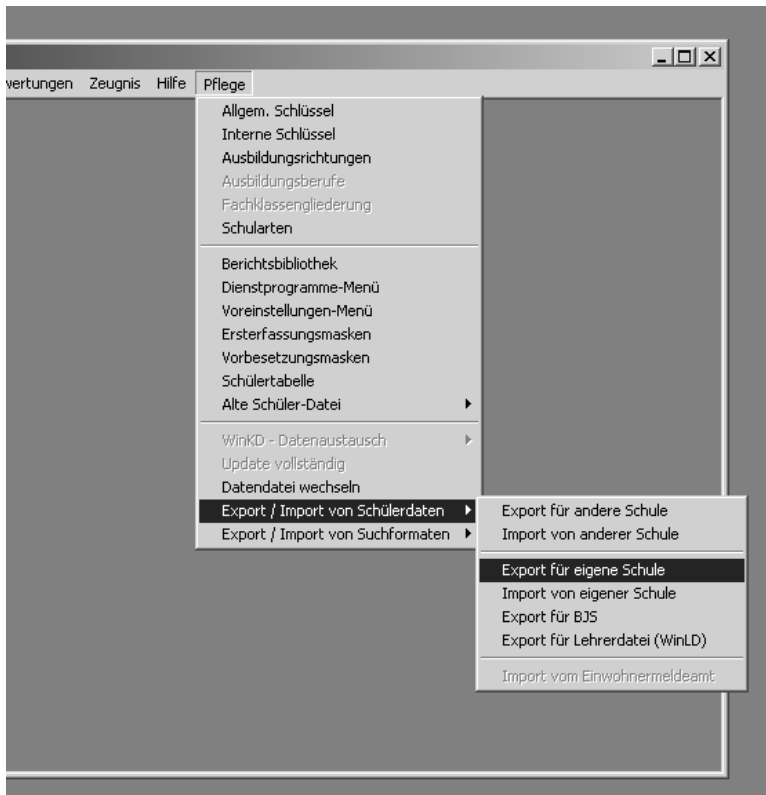 wertungen Zeugnis Hilfe Pflege
Allgem. Schlüssel
Interne Schlüssel
Ausbildungsrichtungen
Ausbildungsberufe
Fachklassengliederung
Schularten
Berichtsbibliothek
Dienstprogramme-Menü
Voreinstellungen-Menü
Ersterfassungsmasken
Vorbesetzungsmasken
Schülertabelle
Alte Schüler-Datei
WinKD - Datenaustausch
Update vollständig
Datendatei wechseln
Export / Import von Schülerdaten
Export / Import von Suchformaten
Export für andere Schule
Import von anderer Schule
Export für eigene Schule
Import von eigener Schule
Export für BJS
Export für Lehrerdatei (WinLD)
Import vom Einwohnermeldeamt